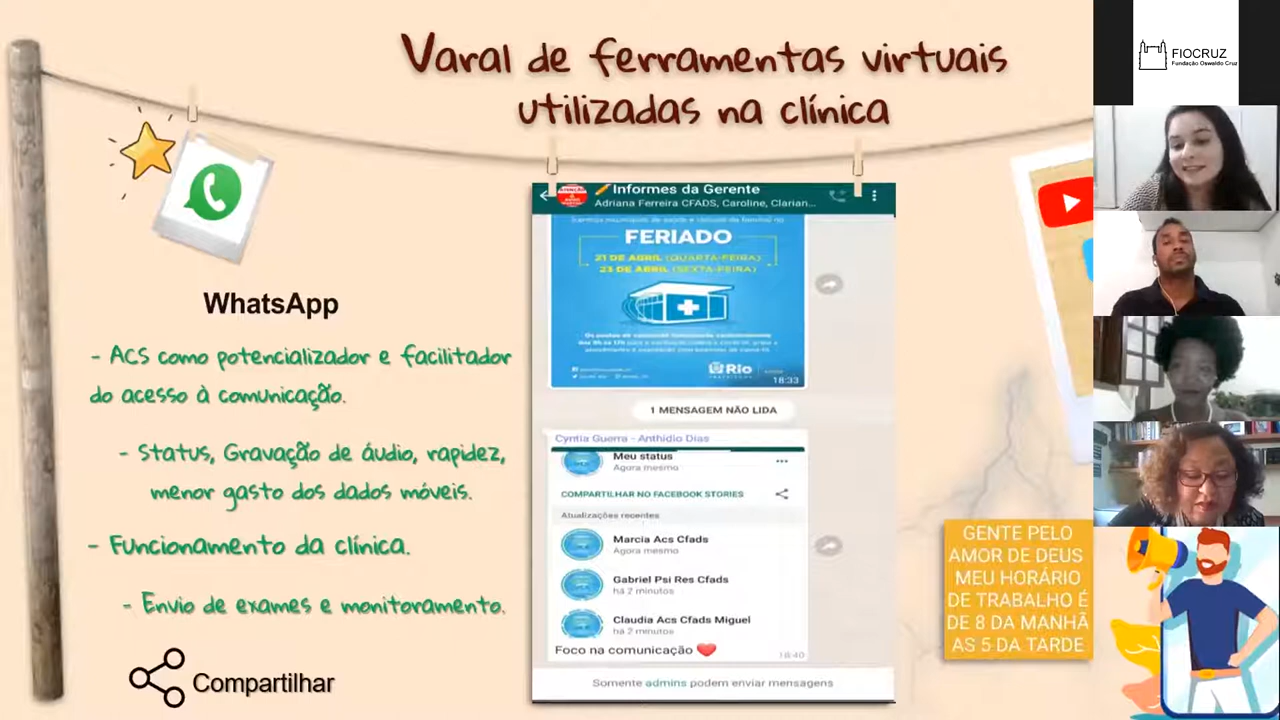 Varal de ferramentas virtuais
utilizadas na clínica
WhatsApp
- ACS como potencializador e facilitador
do acesso à comunicação.
- Status, Gravação de áudio, rapidez,
menor gasto dos dados móveis.
- Funcionamento da clínica.
- Envio de exames e monitoramento.
Compartilhar
Informes da Gerente
Adriana Ferreira CFADS, Caroline, Clarian...
FERIADO
21 DE ABRIL (QUARTA-FEIRA)
23 DE ABRIL (SEXTA-FEIRA)
Rio
18:33
1 MENSAGEM NÃO LIDA
Cyntia Guerra - Anthidio Dias
Meu status
Agora mesmo
COMPARTILHAR NO FACEBOOK STORIES
Atualizações recentes
Marcia Acs Cfads
Agora mesmo
Gabriel Psi Res Cfads
há 2 minutos
Claudia Acs Cfads Miguel
há 2 minutos
Foco na comunicação
18:40
Somente admins podem enviar mensagens
GENTE PELO
AMOR DE DEUS
MEU HORÁRIO
DE TRABALHO É
DE 8 DA MANHÃ
AS 5 DA TARDE
FIOCRUZ
Fundação Oswaldo Cruz